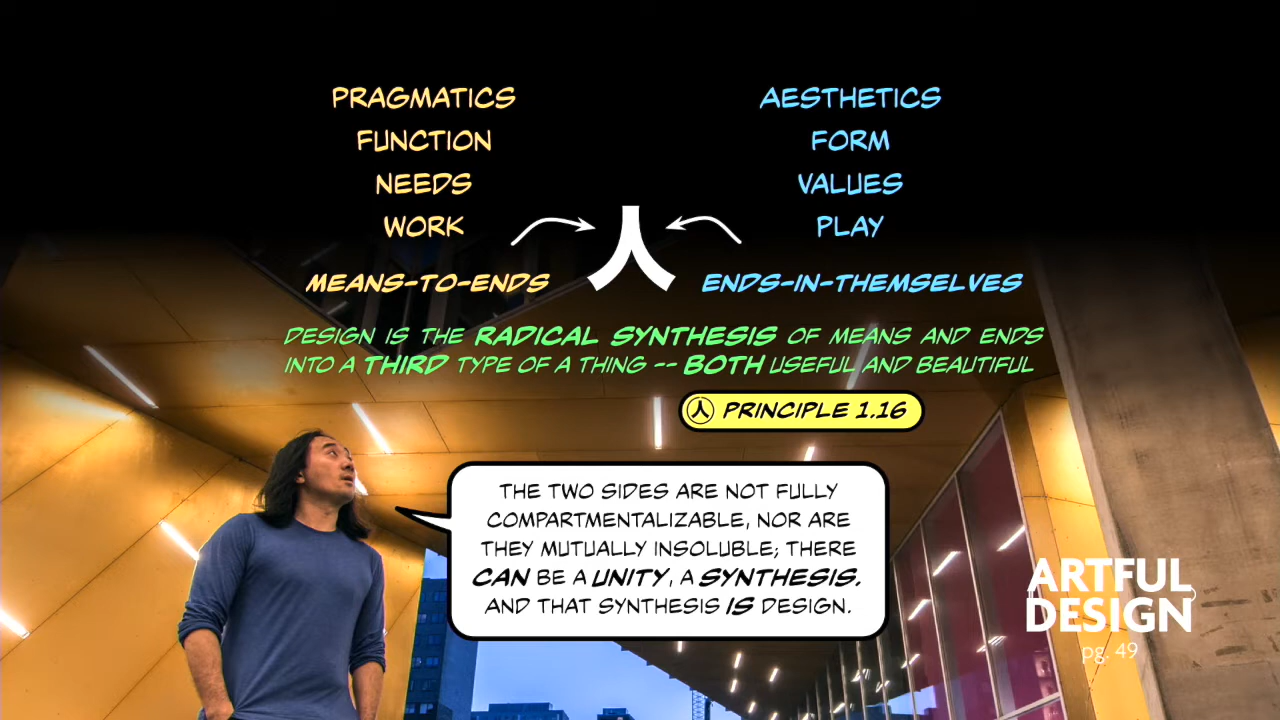 PRAGMATICS
FUNCTION
NEEDS
WORK
MEANS-TO-ENDS
AESTHETICS
FORM
VALUES
PLAY
ENDS-IN-THEMSELVES
DESIGN IS THE RADICAL SYNTHESIS OF MEANS AND ENDS
INTO A THIRD TYPE OF A THING -- BOTH USEFUL AND BEAUTIFUL
PRINCIPLE 1.16
THE TWO SIDES ARE NOT FULLY
COMPARTMENTALIZABLE, NOR ARE
THEY MUTUALLY INSOLUBLE; THERE
CAN BE A UNITY, A SYNTHESIS.
AND THAT SYNTHESIS IS DESIGN.
ARTFUL
DESIGN
pg. 49